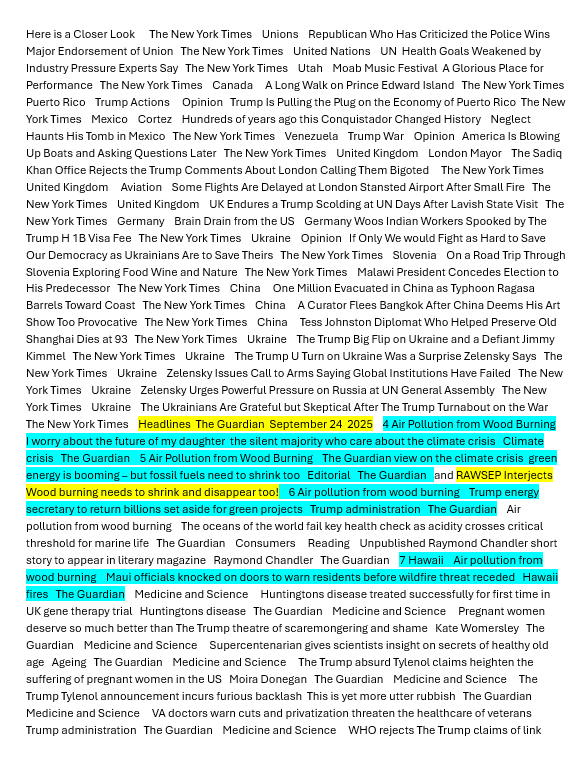 Here is a Closer Look The New York Times Unions Republican Who Has Criticized the Police Wins
Major Endorsement of Union The New York Times United Nations UN Health Goals Weakened by
Industry Pressure Experts Say The New York Times Utah Moab Music Festival A Glorious Place for
Performance The New York Times Canada A Long Walk on Prince Edward Island The New York Times
Puerto Rico Trump Actions Opinion Trump Is Pulling the Plug on the Economy of Puerto Rico The New
York Times Mexico Cortez Hundreds of years ago this Conquistador Changed History Neglect
Haunts His Tomb in Mexico The New York Times Venezuela Trump War Opinion America Is Blowing
Up Boats and Asking Questions Later The New York Times United Kingdom London Mayor The Sadiq
Khan Office Rejects the Trump Comments About London Calling Them Bigoted The New York Times
United Kingdom Aviation Some Flights Are Delayed at London Stansted Airport After Small Fire The
New York Times United Kingdom UK Endures a Trump Scolding at UN Days After Lavish State Visit The
New York Times Germany Brain Drain from the US Germany Woos Indian Workers Spooked by The
Trump H 1B Visa Fee The New York Times Ukraine Opinion If Only We would Fight as Hard to Save
Our Democracy as Ukrainians Are to Save Theirs The New York Times Slovenia On a Road Trip Through
Slovenia Exploring Food Wine and Nature The New York Times Malawi President Concedes Election to
His Predecessor The New York Times China One Million Evacuated in China as Typhoon Ragasa
Barrels Toward Coast The New York Times China A Curator Flees Bangkok After China Deems His Art
Show Too Provocative The New York Times China Tess Johnston Diplomat Who Helped Preserve Old
Shanghai Dies at 93 The New York Times Ukraine The Trump Big Flip on Ukraine and a Defiant Jimmy
Kimmel The New York Times Ukraine The Trump U Turn on Ukraine Was a Surprise Zelensky Says The
New York Times Ukraine Zelensky Issues Call to Arms Saying Global Institutions Have Failed The New
York Times Ukraine Zelensky Urges Powerful Pressure on Russia at UN General Assembly The New
York Times Ukraine The Ukrainians Are Grateful but Skeptical After The Trump Turnabout on the War
The New York Times Headlines The Guardian September 24 2025 4 Air Pollution from Wood Burning
I worry about the future of my daughter the silent majority who care about the climate crisis Climate
crisis The Guardian 5 Air Pollution from Wood Burning The Guardian view on the climate crisis green
energy is booming – but fossil fuels need to shrink too Editorial The Guardian and RAWSEP Interjects
Wood burning needs to shrink and disappear too! 6 Air pollution from wood burning Trump energy
secretary to return billions set aside for green projects Trump administration The Guardian Air
pollution from wood burning The oceans of the world fail key health check as acidity crosses critical
threshold for marine life The Guardian Consumers Reading Unpublished Raymond Chandler short
story to appear in literary magazine Raymond Chandler The Guardian 7 Hawaii Air pollution from
wood burning Maui officials knocked on doors to warn residents before wildfire threat receded Hawaii
fires The Guardian Medicine and Science Huntingtons disease treated successfully for first time in
UK gene therapy trial Huntingtons disease The Guardian Medicine and Science Pregnant women
deserve so much better than The Trump theatre of scaremongering and shame Kate Womersley The
Guardian Medicine and Science Supercentenarian gives scientists insight on secrets of healthy old
age Ageing The Guardian Medicine and Science The Trump absurd Tylenol claims heighten the
suffering of pregnant women in the US Moira Donegan The Guardian Medicine and Science The
Trump Tylenol announcement incurs furious backlash This is yet more utter rubbish The Guardian
Medicine and Science VA doctors warn cuts and privatization threaten the healthcare of veterans
Trump administration The Guardian Medicine and Science WHO rejects The Trump claims of link